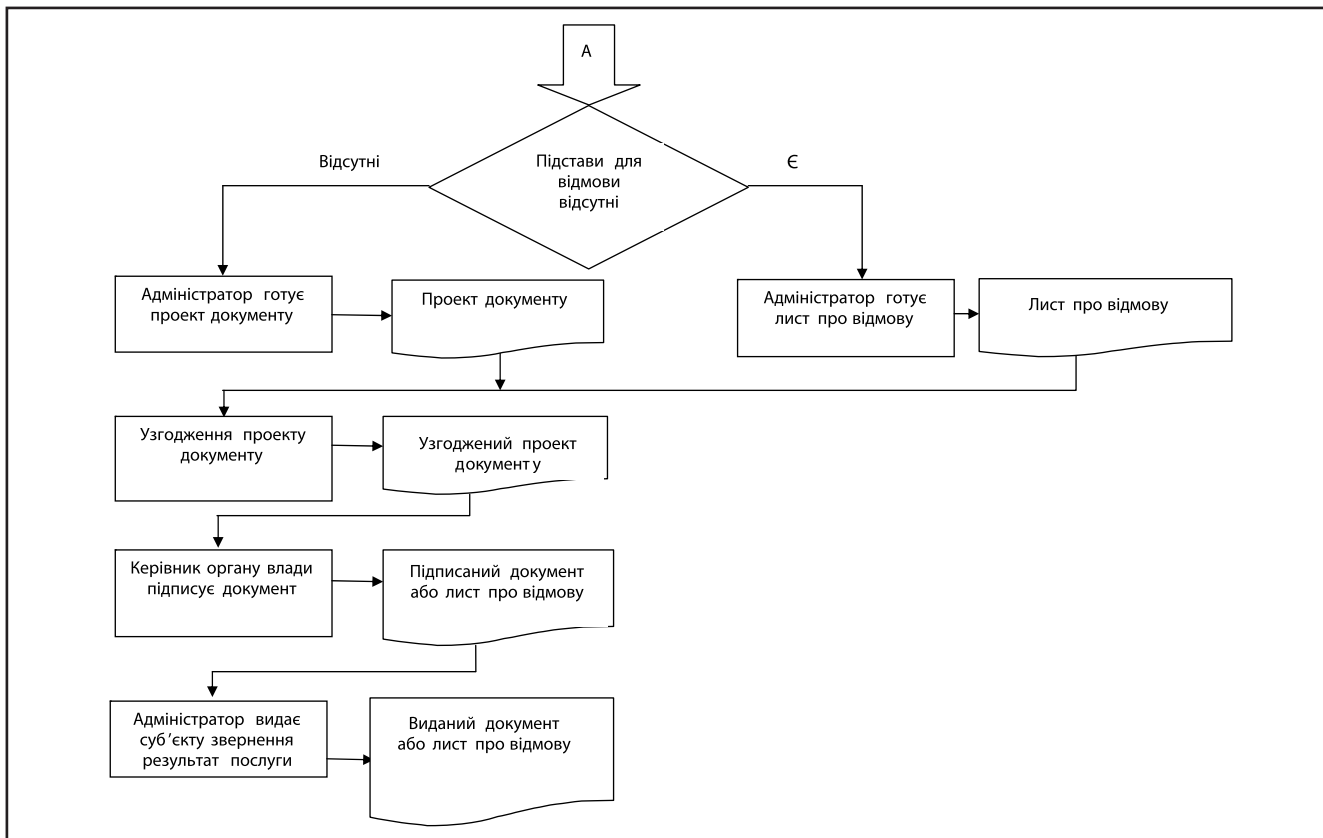 А
Відсутні
Підстави для
відмови
відсутні
Є
Адміністратор готує
проект документу
Проект документу
Адміністратор готує
лист про відмову
Лист про відмову
Узгодження проекту
документу
Узгоджений проект
документу
Керівник органу влади
підписує документ
Підписаний документ
або лист про відмову
Адміністратор видає
суб’єкту звернення
результат послуги
Виданий документ
або лист про відмову